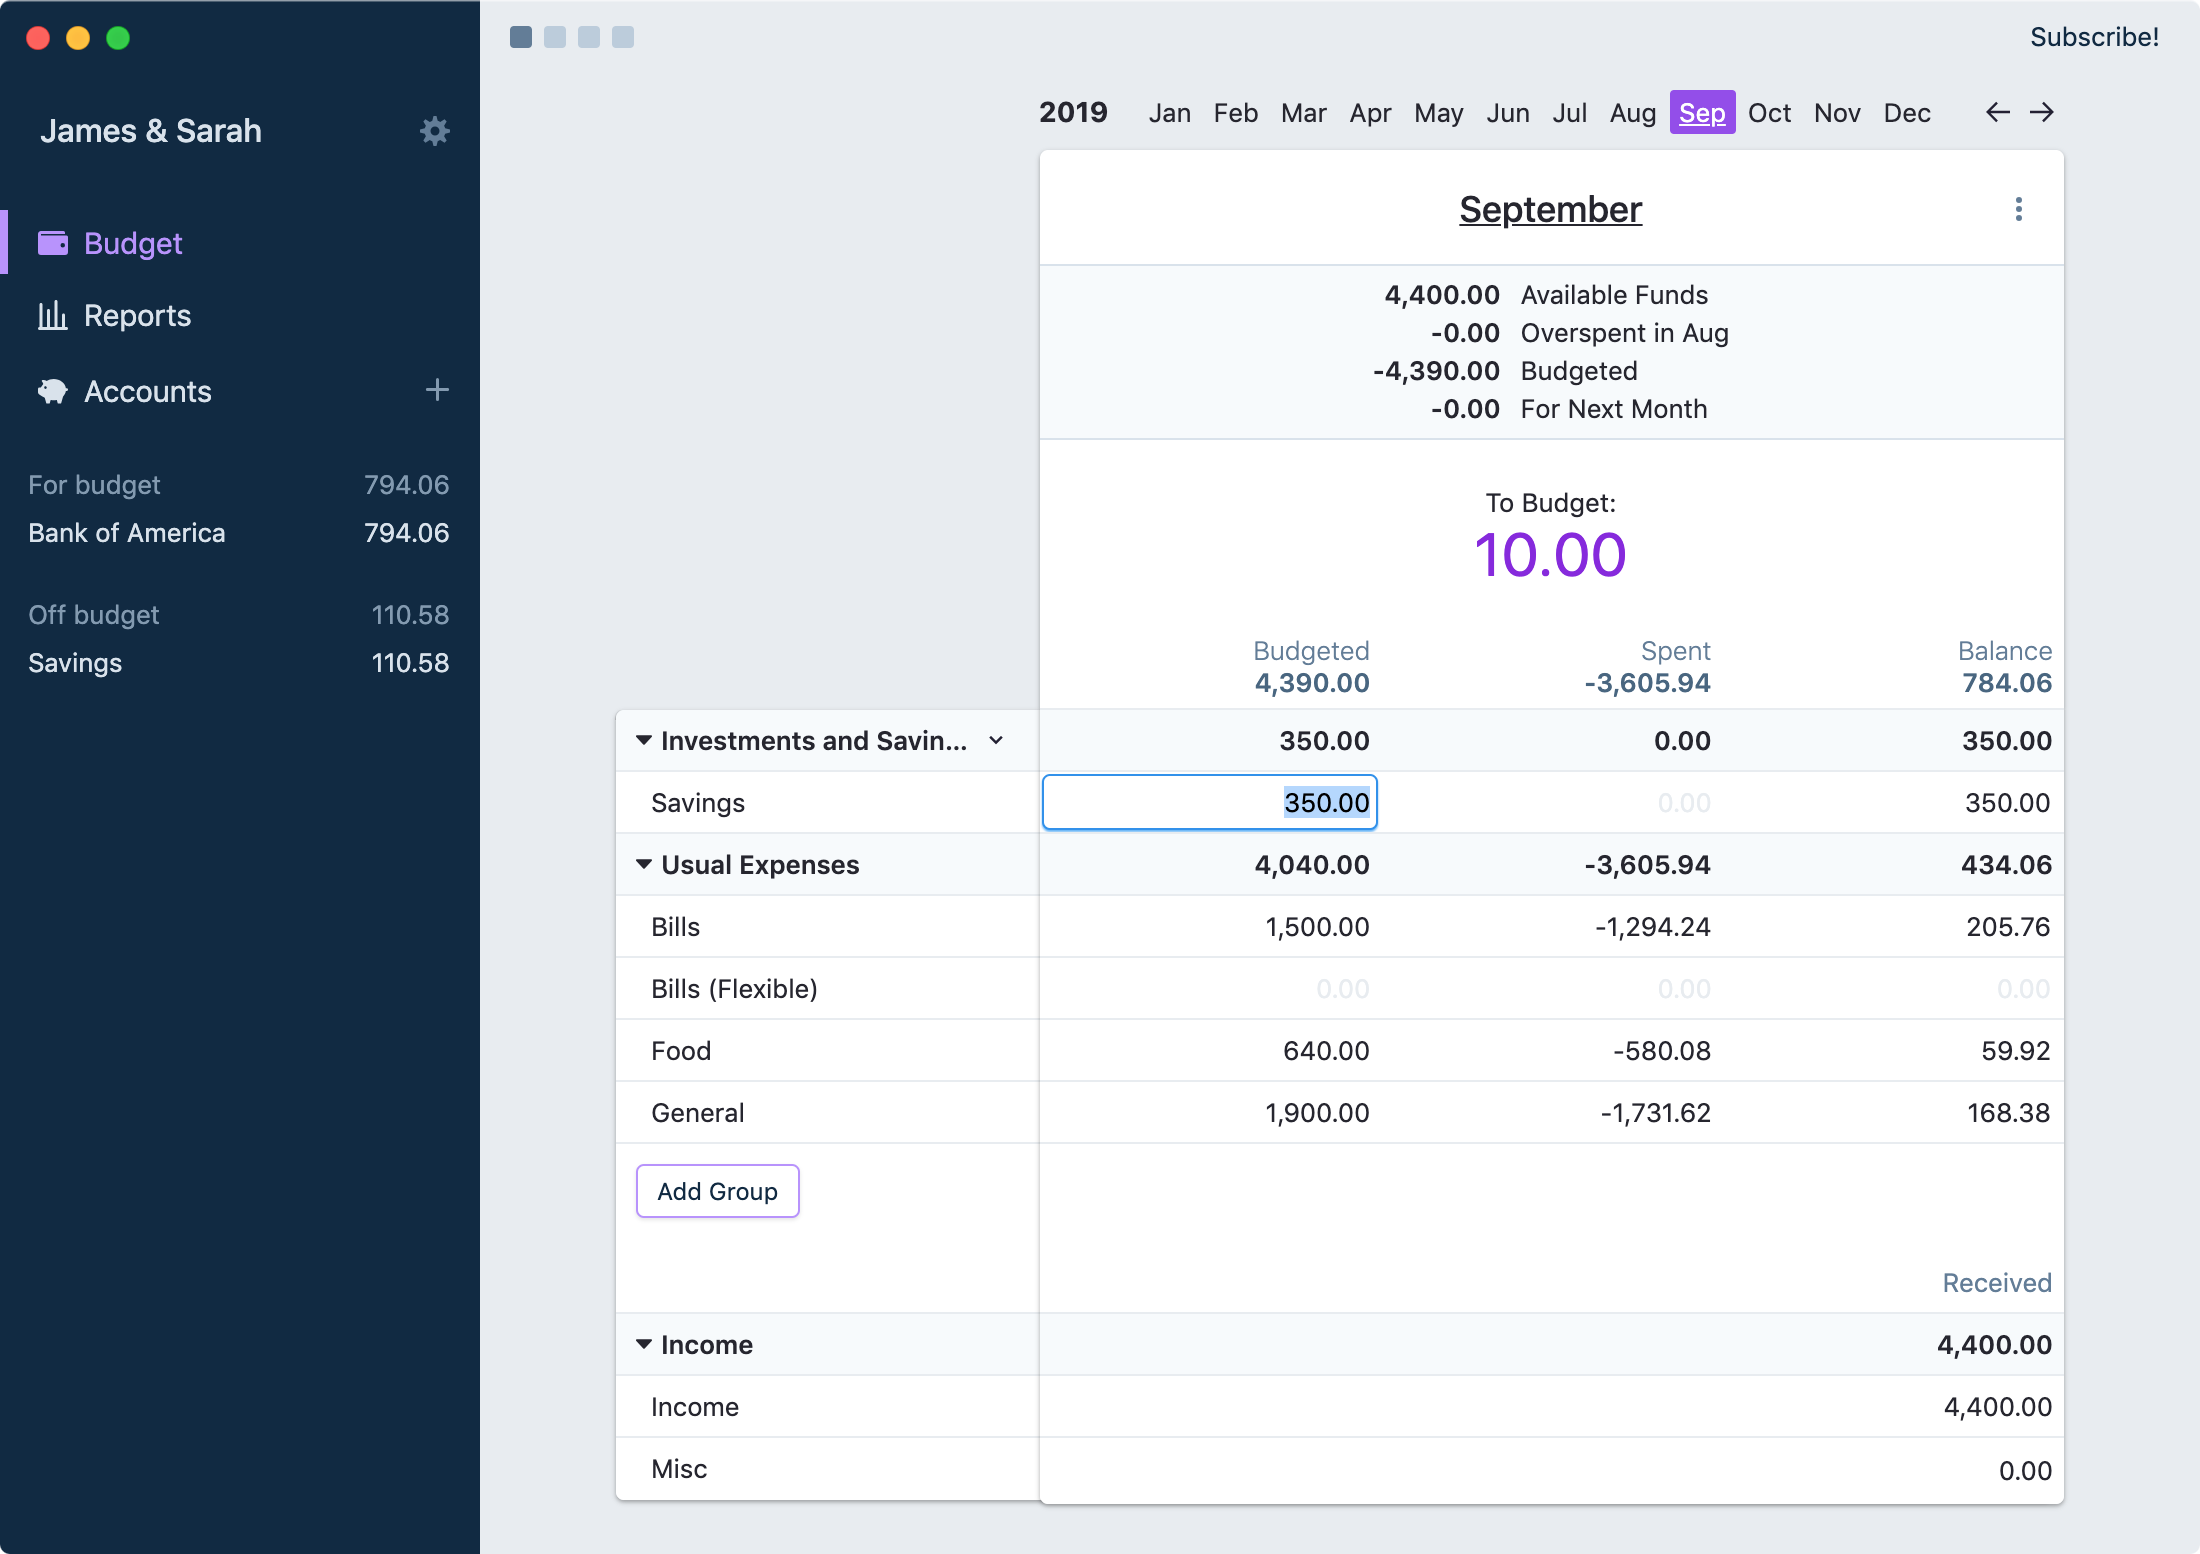 James & Sarah
Budget
Reports
Accounts
For budget 794.06
Bank of America 794.06
Off budget 110.58
Savings 110.58
Subscribe!
2019 Jan Feb Mar Apr May Jun Jul Aug Sep Oct Nov Dec
September
4,400.00 Available Funds
-0.00 Overspent in Aug
-4,390.00 Budgeted
-0.00 For Next Month
To Budget:
10.00
Budgeted Spent Balance
4,390.00 -3,605.94 784.06
Investments and Savin... 350.00 0.00 350.00
Savings 350.00 0.00 350.00
Usual Expenses 4,040.00 -3,605.94 434.06
Bills 1,500.00 -1,294.24 205.76
Bills (Flexible) 0.00 0.00 0.00
Food 640.00 -580.08 59.92
General 1,900.00 -1,731.62 168.38
Add Group
Received
Income 4,400.00
Income 4,400.00
Misc 0.00